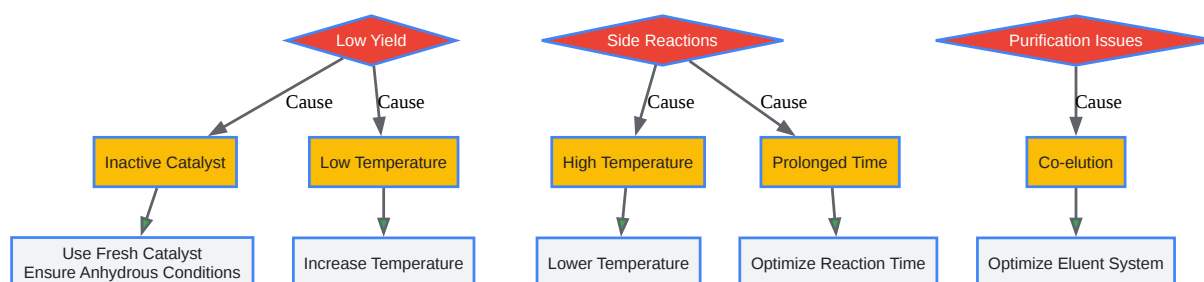 Low Yield
Side Reactions
Purification Issues
Cause
Cause
Cause
Cause
Cause
Inactive Catalyst
Low Temperature
High Temperature
Prolonged Time
Co-elution
Use Fresh Catalyst
Ensure Anhydrous Conditions
Increase Temperature
Lower Temperature
Optimize Reaction Time
Optimize Eluent System